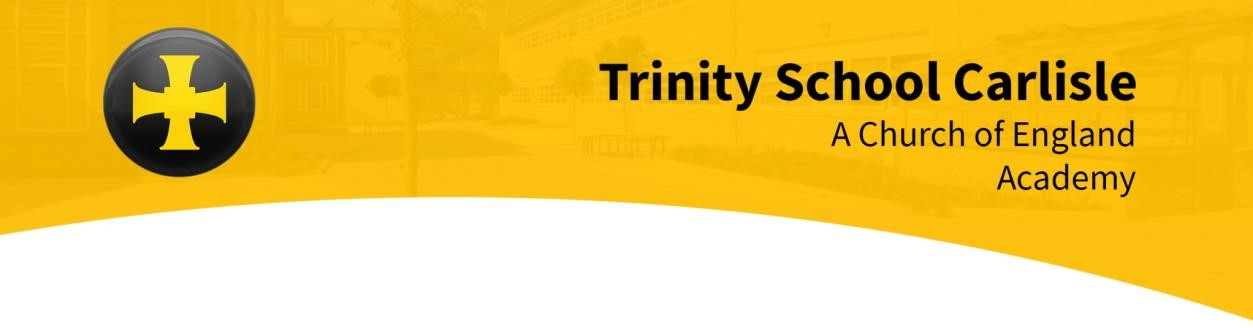 Trinity School Carlisle
A Church of England
Academy